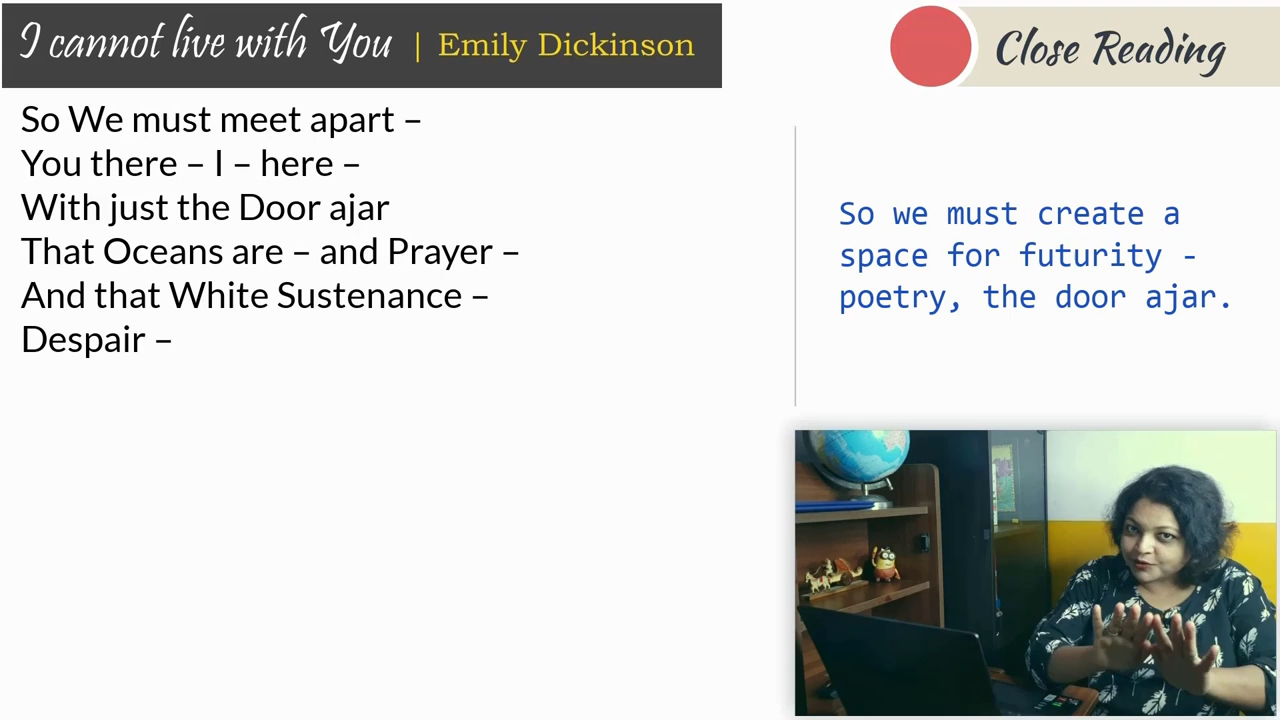 I cannot live with You | Emily Dickinson
Close Reading
So We must meet apart –
You there – I – here –
With just the Door ajar
That Oceans are – and Prayer –
And that White Sustenance –
Despair –
So we must create a
space for futurity -
poetry, the door ajar.